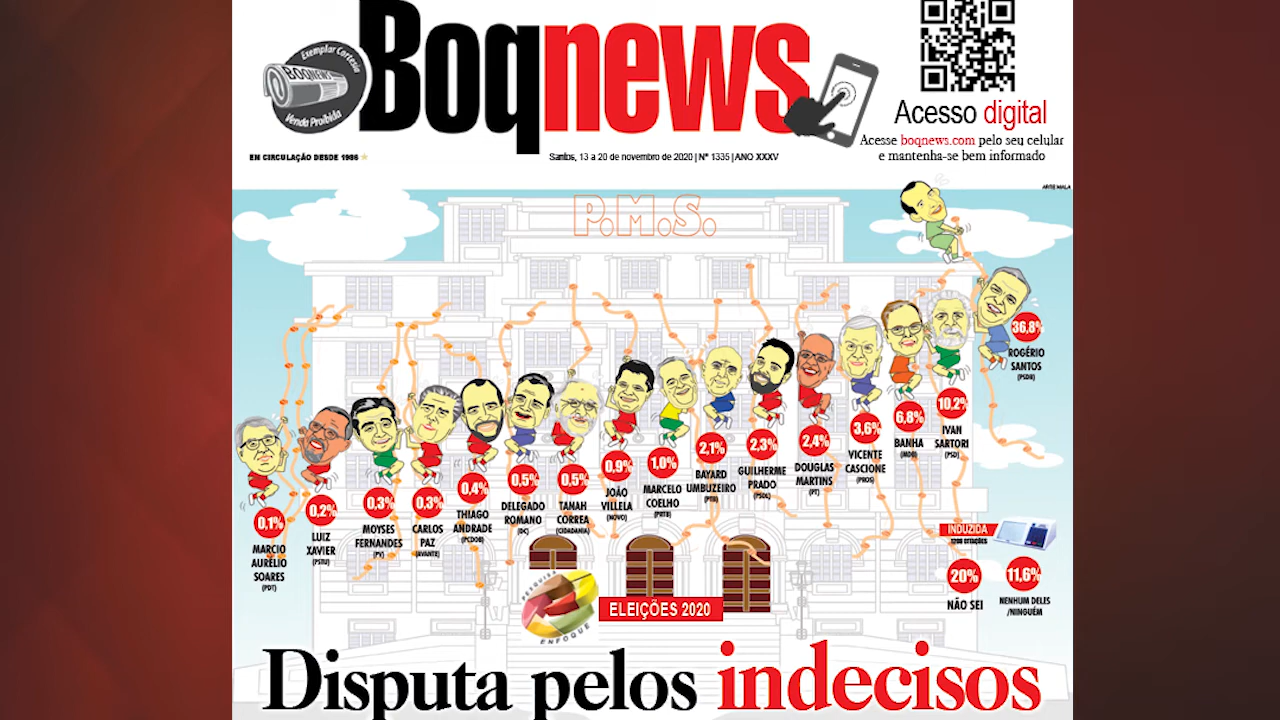 Boqnews
Exemplar Cortesia
BOQNEWS
Venda Proibida
Acesso digital
Acesse boqnews.com pelo seu celular
e mantenha-se bem informado
EM CIRCULAÇÃO DESDE 1986
Santos, 13 a 20 de novembro de 2020 | Nº 1335 | ANO XXXV
P.M.S.
36,8%
ROGÉRIO
SANTOS
(PSDB)
10,2%
IVAN
SARTORI
(PSD)
6,8%
BANHA
(MDB)
3,6%
VICENTE
CASCIONE
(PROS)
2,4%
DOUGLAS
MARTINS
(PT)
2,3%
GUILHERME
PRADO
(PSOL)
2,1%
BAYARD
UMBUZEIRO
(PTB)
1,0%
MARCELO
COELHO
(PRTB)
0,9%
JOÃO
VILLELA
(NOVO)
0,5%
TANAH
CORREA
(CIDADANIA)
0,5%
DELEGADO
ROMANO
(DC)
0,4%
THIAGO
ANDRADE
(PCDOB)
0,3%
CARLOS
PAZ
(AVANTE)
0,3%
MOYSES
FERNANDES
(PV)
0,2%
LUIZ
XAVIER
(PSTU)
0,1%
MARCIO
AURÉLIO
SOARES
(PDT)
INDUZIDA
20%
NÃO SEI
11,6%
NENHUM DELES
/NINGUÉM
PESQUISA
ENFOQUE
ELEIÇÕES 2020
Disputa pelos indecisos